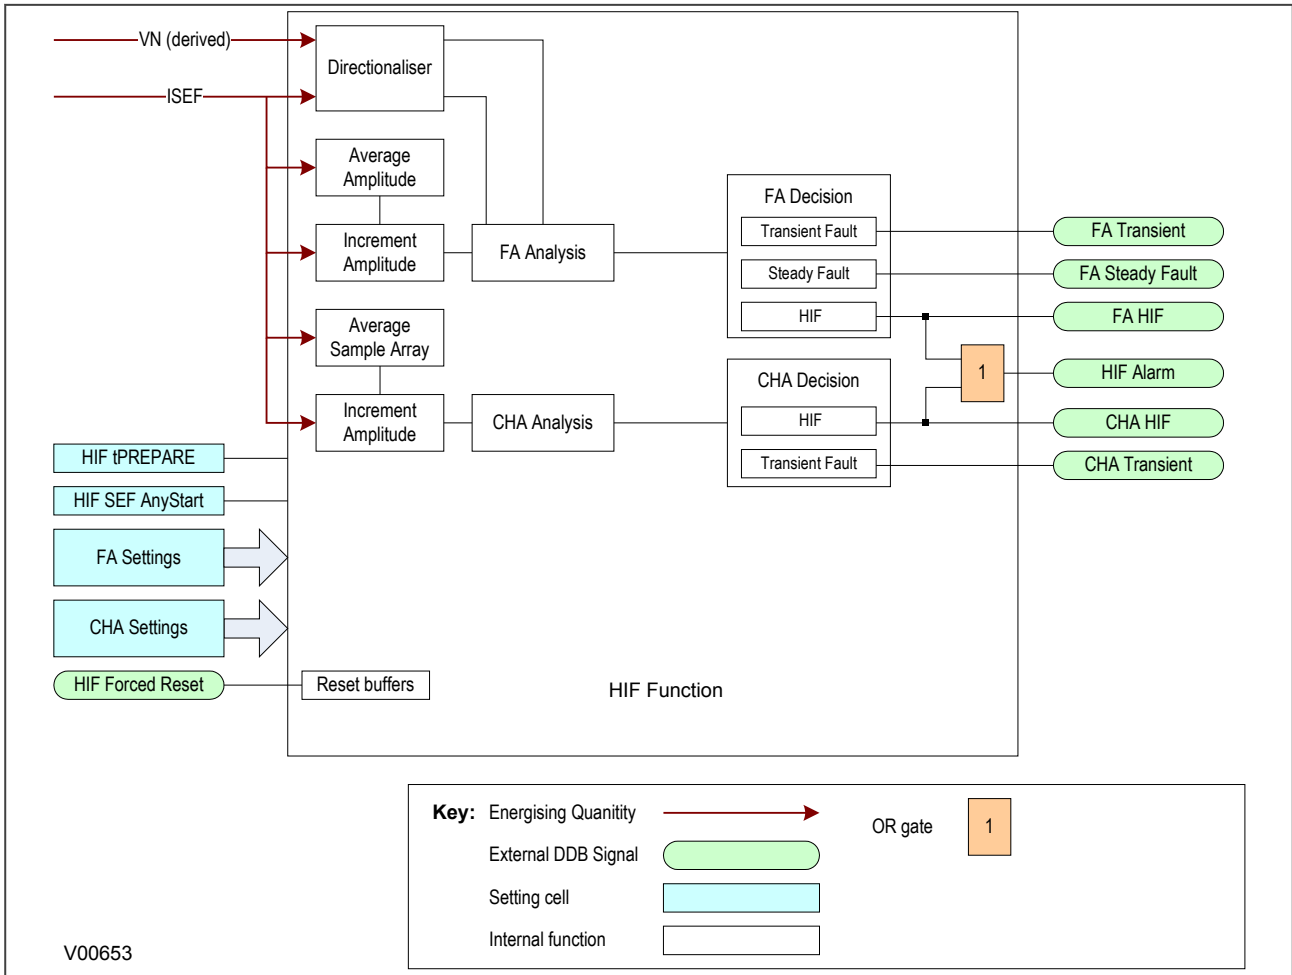 VN (derived)
ISEF
Directionaliser
Average
Amplitude
Increment
Amplitude
FA Analysis
Average
Sample Array
Increment
Amplitude
CHA Analysis
FA Decision
Transient Fault
Steady Fault
HIF
CHA Decision
HIF
Transient Fault
1
FA Transient
FA Steady Fault
FA HIF
HIF Alarm
CHA HIF
CHA Transient
HIF tPREPARE
HIF SEF AnyStart
FA Settings
CHA Settings
HIF Forced Reset
Reset buffers
HIF Function
Key: Energising Quanitity
OR gate
1
External DDB Signal
Setting cell
Internal function
V00653